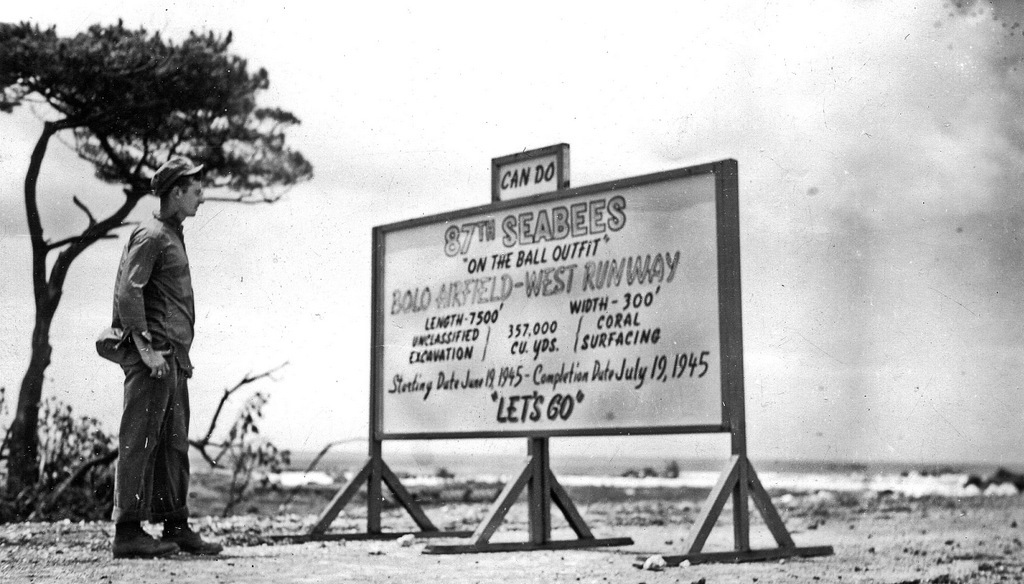 CAN DO
87TH SEABEES
"ON THE BALL OUTFIT"
BOLO AIRFIELD-WEST RUNWAY
LENGTH-7500' WIDTH-300'
UNCLASSIFIED EXCAVATION 357,000 CU. YDS. CORAL SURFACING
Starting Date June 19, 1945 - Completion Date July 19, 1945
"LET'S GO"